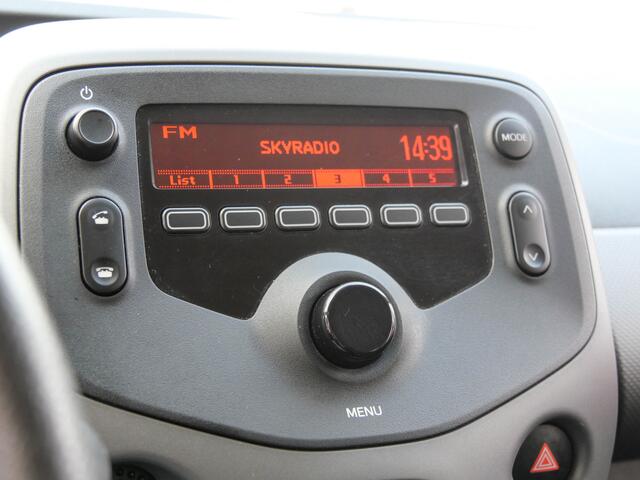 FM
SKYRADIO 14:39
List 1 2 3 4 5
MODE
MENU